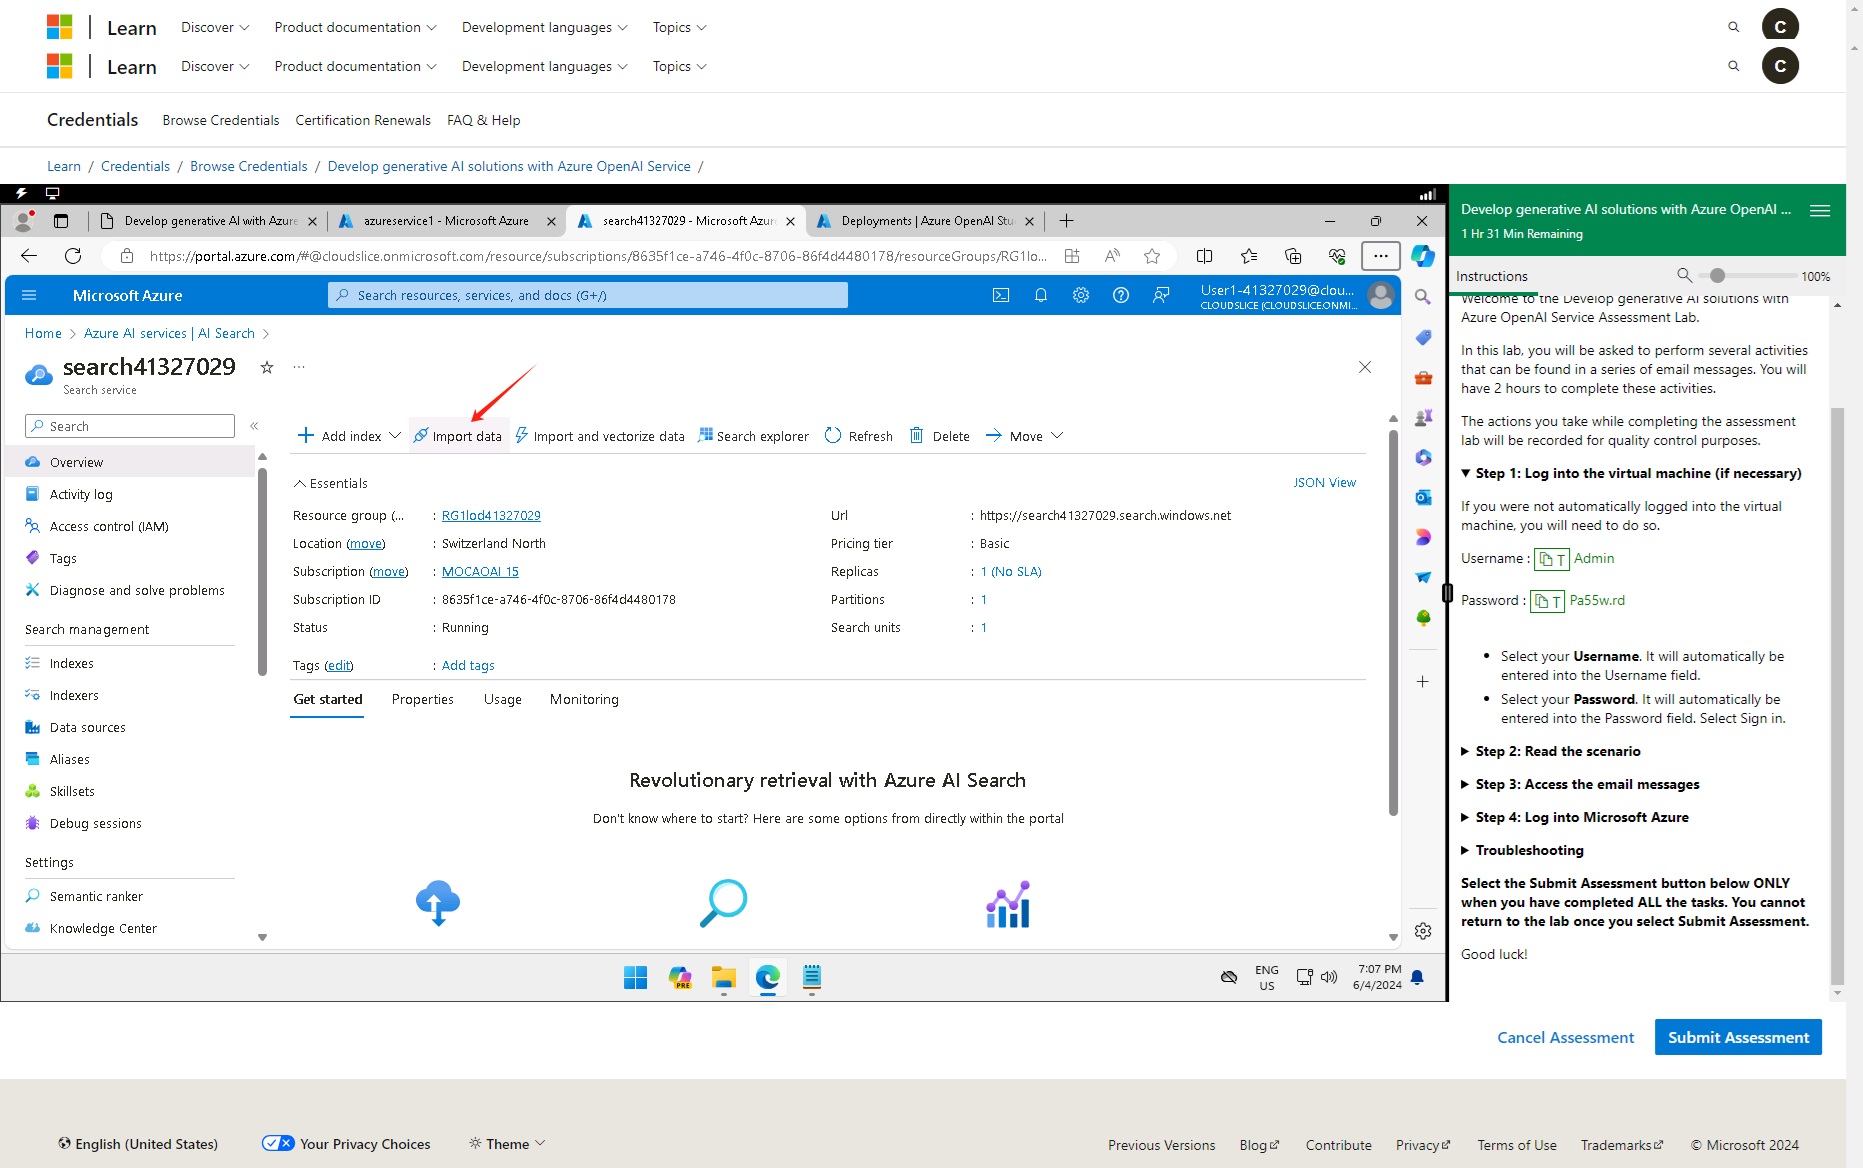 Learn Discover Product documentation Development languages Topics C
Learn Discover Product documentation Development languages Topics C
Credentials Browse Credentials Certification Renewals FAQ & Help
Learn / Credentials / Browse Credentials / Develop generative AI solutions with Azure OpenAI Service /
Develop generative AI with Azure
azureservice1 - Microsoft Azure
search41327029 - Microsoft Azur
Deployments | Azure OpenAI Stu
https://portal.azure.com/#@cloudslice.onmicrosoft.com/resource/subscriptions/8635f1ce-a746-4f0c-8706-86f4d4480178/resourceGroups/RG1lo...
Microsoft Azure
Search resources, services, and docs (G+/)
User1-41327029@clou...
CLOUDSLICE (CLOUDSLICE.ONMI...
Home > Azure AI services | AI Search >
search41327029
Search service
Search
Overview
Activity log
Access control (IAM)
Tags
Diagnose and solve problems
Search management
Indexes
Indexers
Data sources
Aliases
Skillsets
Debug sessions
Settings
Semantic ranker
Knowledge Center
Add index Import data Import and vectorize data Search explorer Refresh Delete Move
Essentials
JSON View
Resource group (... : RG1lod41327029
Location (move) : Switzerland North
Subscription (move) : MOCAOAI 15
Subscription ID : 8635f1ce-a746-4f0c-8706-86f4d4480178
Status : Running
Tags (edit) : Add tags
Url : https://search41327029.search.windows.net
Pricing tier : Basic
Replicas : 1 (No SLA)
Partitions : 1
Search units : 1
Get started Properties Usage Monitoring
Revolutionary retrieval with Azure AI Search
Don't know where to start? Here are some options from directly within the portal
PRE
ENG
US
7:07 PM
6/4/2024
Develop generative AI solutions with Azure OpenAI ...
1 Hr 31 Min Remaining
Instructions
100%
Welcome to the Develop generative AI solutions with
Azure OpenAI Service Assessment Lab.
In this lab, you will be asked to perform several activities
that can be found in a series of email messages. You will
have 2 hours to complete these activities.
The actions you take while completing the assessment
lab will be recorded for quality control purposes.
Step 1: Log into the virtual machine (if necessary)
If you were not automatically logged into the virtual
machine, you will need to do so.
Username : T Admin
Password : T Pa55w.rd
• Select your Username. It will automatically be
entered into the Username field.
• Select your Password. It will automatically be
entered into the Password field. Select Sign in.
Step 2: Read the scenario
Step 3: Access the email messages
Step 4: Log into Microsoft Azure
Troubleshooting
Select the Submit Assessment button below ONLY
when you have completed ALL the tasks. You cannot
return to the lab once you select Submit Assessment.
Good luck!
Cancel Assessment Submit Assessment
English (United States) Your Privacy Choices Theme
Previous Versions Blog Contribute Privacy Terms of Use Trademarks © Microsoft 2024